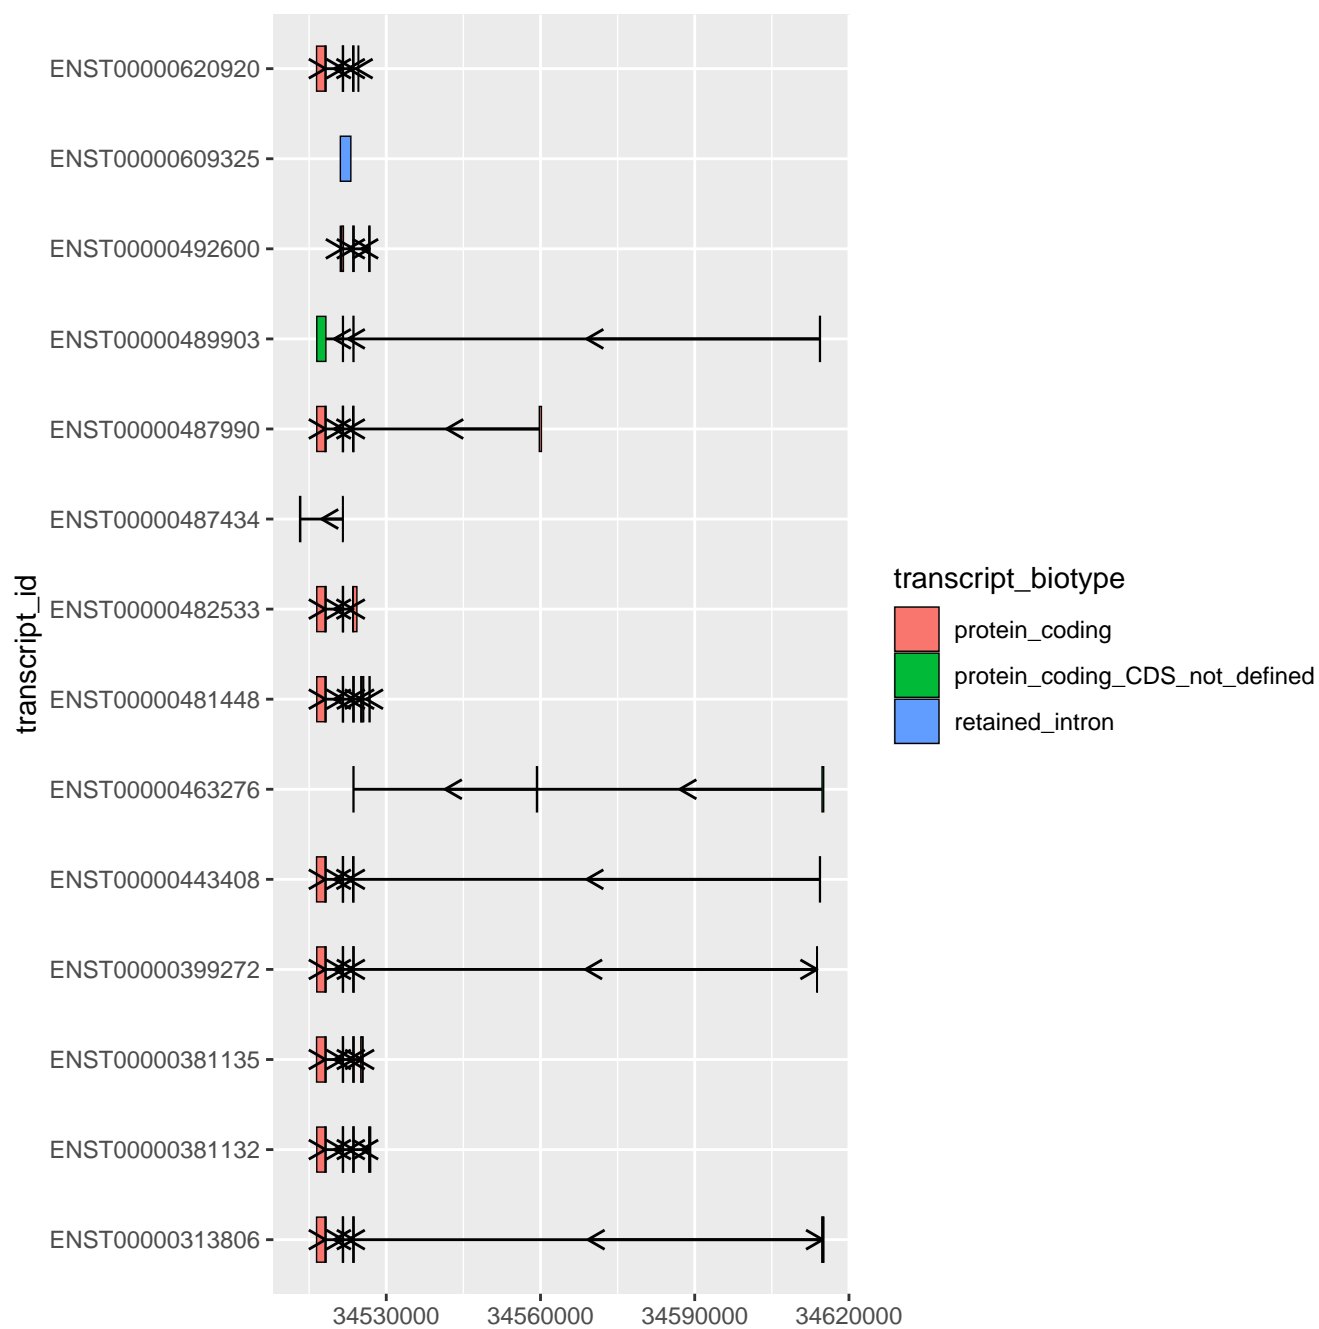 ENST00000620920
ENST00000609325
ENST00000492600
ENST00000489903
ENST00000487990
ENST00000487434
ENST00000482533
ENST00000481448
ENST00000463276
ENST00000443408
ENST00000399272
ENST00000381135
ENST00000381132
ENST00000313806
transcript_id
34530000 34560000 34590000 34620000
transcript_biotype
protein_coding
protein_coding_CDS_not_defined
retained_intron